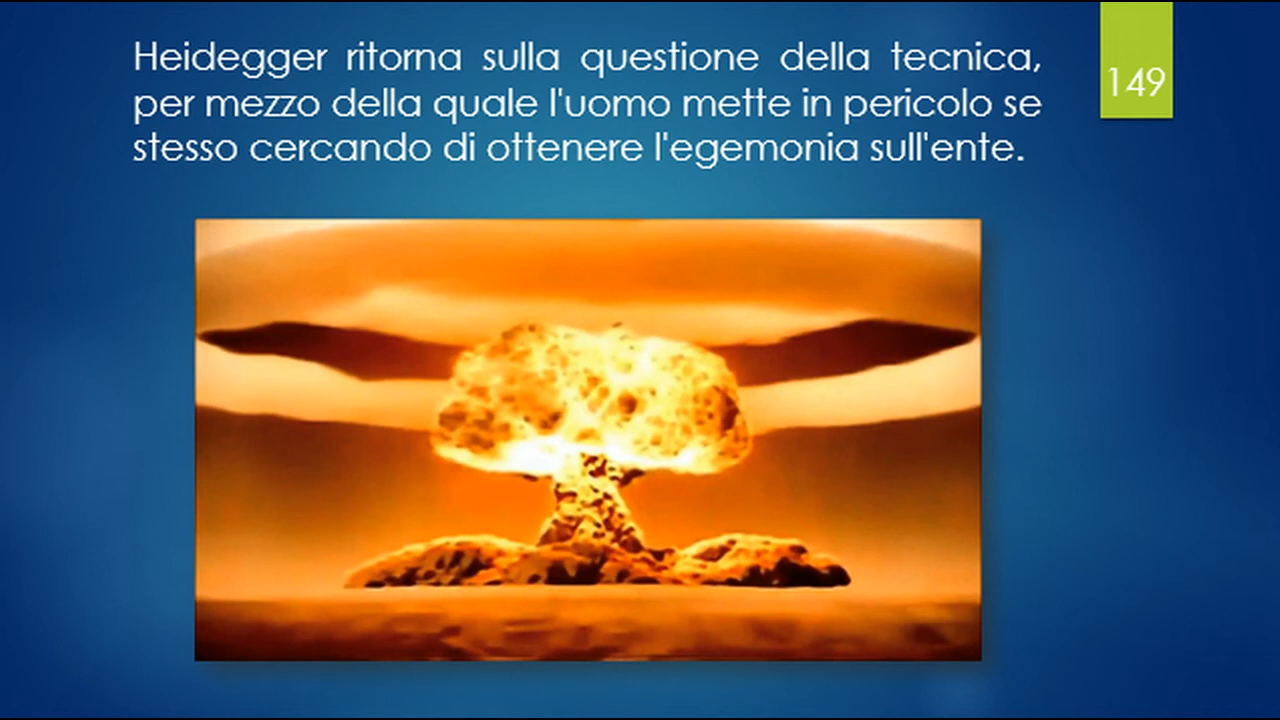 Heidegger ritorna sulla questione della tecnica,
per mezzo della quale l'uomo mette in pericolo se
stesso cercando di ottenere l'egemonia sull'ente.
149